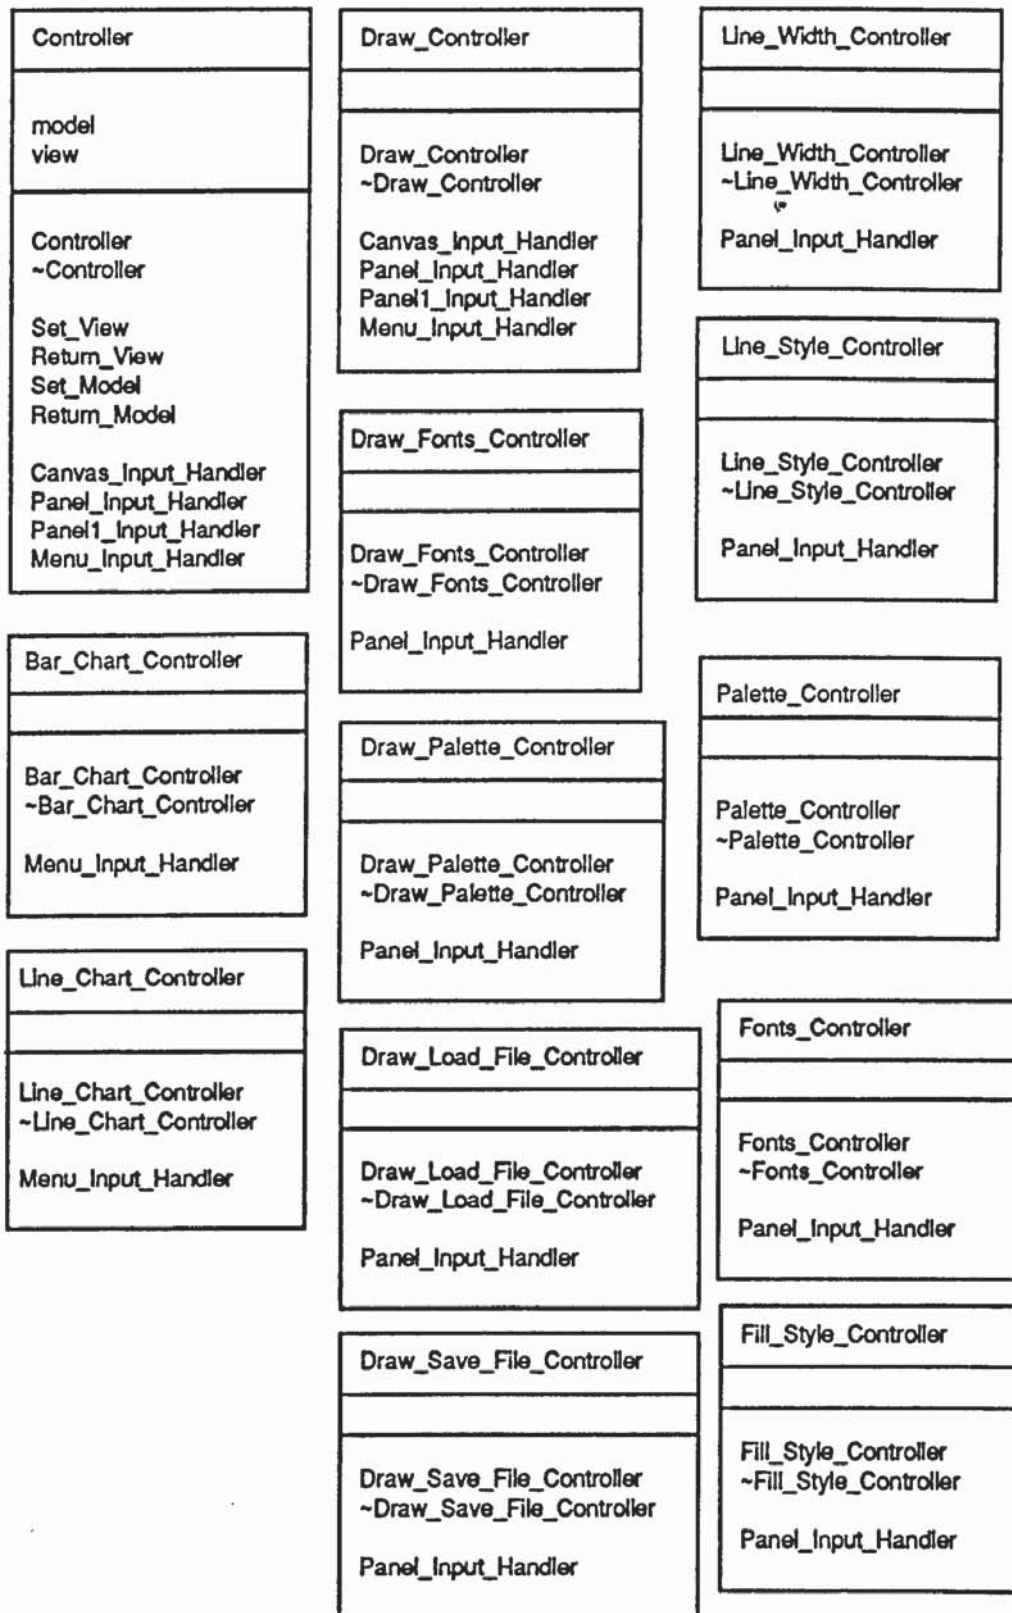 Controller
model
view
Controller
~Controller
Set_View
Return_View
Set_Model
Return_Model
Canvas_Input_Handler
Panel_Input_Handler
Panel1_Input_Handler
Menu_Input_Handler
Bar_Chart_Controller
Bar_Chart_Controller
~Bar_Chart_Controller
Menu_Input_Handler
Line_Chart_Controller
Line_Chart_Controller
~Line_Chart_Controller
Menu_Input_Handler
Draw_Controller
Draw_Controller
~Draw_Controller
Canvas_Input_Handler
Panel_Input_Handler
Panel1_Input_Handler
Menu_Input_Handler
Draw_Fonts_Controller
Draw_Fonts_Controller
~Draw_Fonts_Controller
Panel_Input_Handler
Draw_Palette_Controller
Draw_Palette_Controller
~Draw_Palette_Controller
Panel_Input_Handler
Draw_Load_File_Controller
Draw_Load_File_Controller
~Draw_Load_File_Controller
Panel_Input_Handler
Draw_Save_File_Controller
Draw_Save_File_Controller
~Draw_Save_File_Controller
Panel_Input_Handler
Line_Width_Controller
Line_Width_Controller
~Line_Width_Controller
Panel_Input_Handler
Line_Style_Controller
Line_Style_Controller
~Line_Style_Controller
Panel_Input_Handler
Palette_Controller
Palette_Controller
~Palette_Controller
Panel_Input_Handler
Fonts_Controller
Fonts_Controller
~Fonts_Controller
Panel_Input_Handler
Fill_Style_Controller
Fill_Style_Controller
~Fill_Style_Controller
Panel_Input_Handler